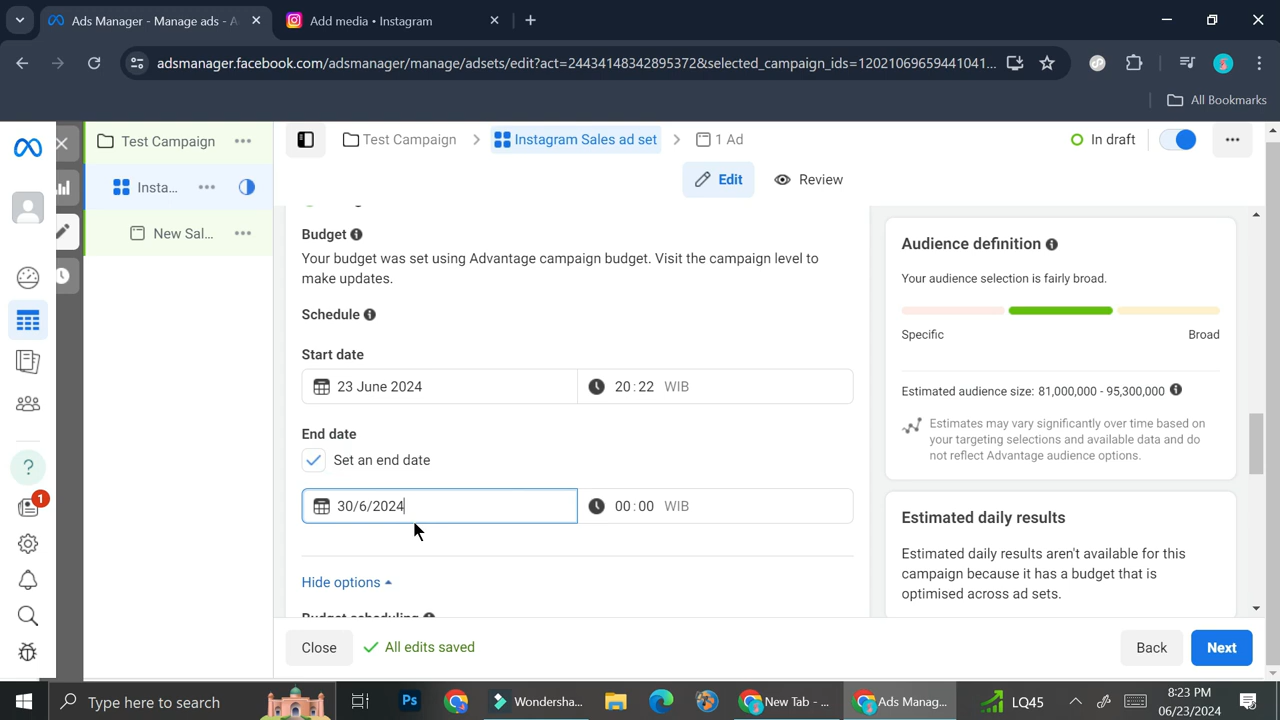 Ads Manager - Manage ads - A
Add media • Instagram
adsmanager.facebook.com/adsmanager/manage/adsets/edit?act=244341483428953728&selected_campaign_ids=12021069659441041...
All Bookmarks
Test Campaign
Test Campaign
Instagram Sales ad set
1 Ad
In draft
Insta...
Edit
Review
New Sal...
Budget
Your budget was set using Advantage campaign budget. Visit the campaign level to
make updates.
Schedule
Start date
23 June 2024
20:22 WIB
End date
Set an end date
30/6/2024
00:00 WIB
Hide options
Budget scheduling
Audience definition
Your audience selection is fairly broad.
Specific
Broad
Estimated audience size: 81,000,000 - 95,300,000
Estimates may vary significantly over time based on
your targeting selections and available data and do
not reflect Advantage audience options.
Estimated daily results
Estimated daily results aren't available for this
campaign because it has a budget that is
optimised across ad sets.
1
Close
All edits saved
Back
Next
Type here to search
Ps
Wondersha...
New Tab - ...
Ads Manag...
LQ45
8:23 PM
06/23/2024